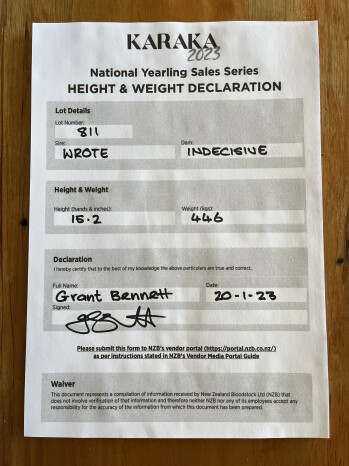 KARAKA
2023
National Yearling Sales Series
HEIGHT & WEIGHT DECLARATION
Lot Details
Lot Number:
811
Sire: Dam:
WROTE INDECISIVE
Height & Weight
Height (hands & inches): Weight (kgs):
15.2 446
Declaration
I hereby certify that to the best of my knowledge the above particulars are true and correct.
Full Name: Date:
Grant Bennett 20-1-23
Signed:
Please submit this form to NZB's vendor portal (https://portal.nzb.co.nz/)
as per instructions stated in NZB's Vendor Media Portal Guide
Waiver
This document represents a compilation of information received by New Zealand Bloodstock Ltd (NZB) that
does not involve verification of that information and therefore neither NZB nor any of its employees accept any
responsibility for the accuracy of the information from which this document has been prepared.